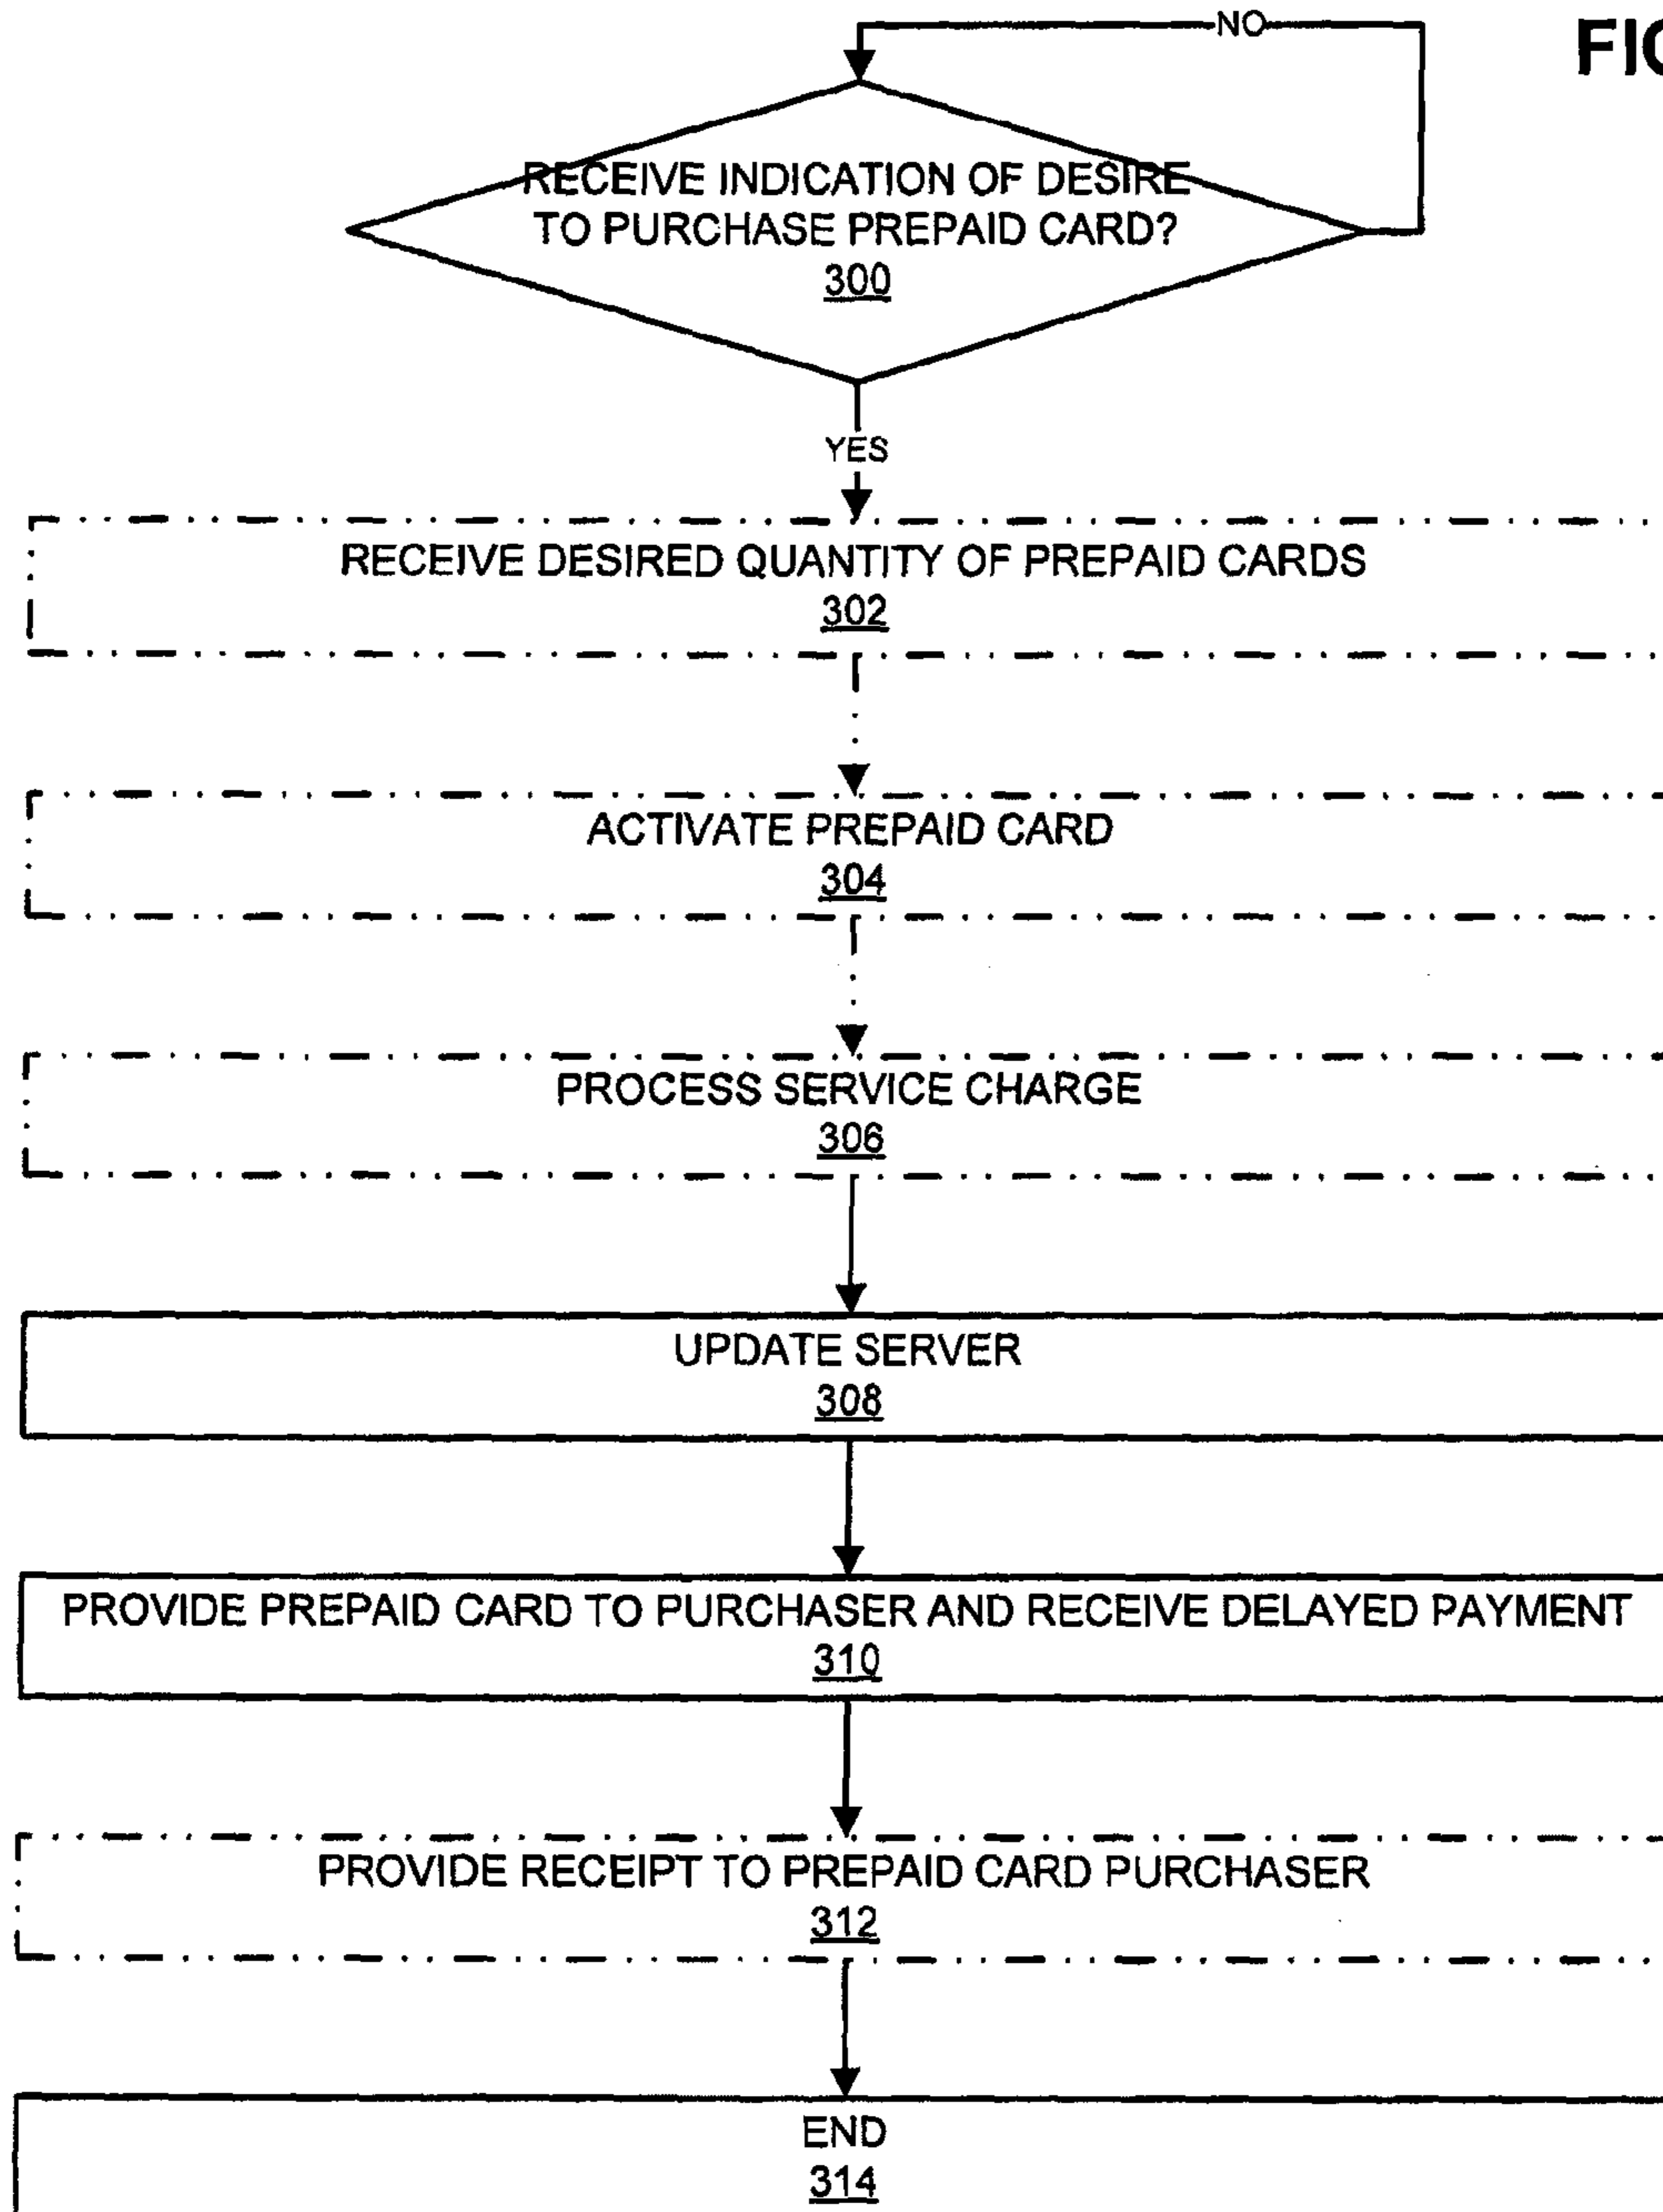 NO
FIG
RECEIVE INDICATION OF DESIRE
TO PURCHASE PREPAID CARD?
300
YES
RECEIVE DESIRED QUANTITY OF PREPAID CARDS
302
ACTIVATE PREPAID CARD
304
PROCESS SERVICE CHARGE
306
UPDATE SERVER
308
PROVIDE PREPAID CARD TO PURCHASER AND RECEIVE DELAYED PAYMENT
310
PROVIDE RECEIPT TO PREPAID CARD PURCHASER
312
END
314